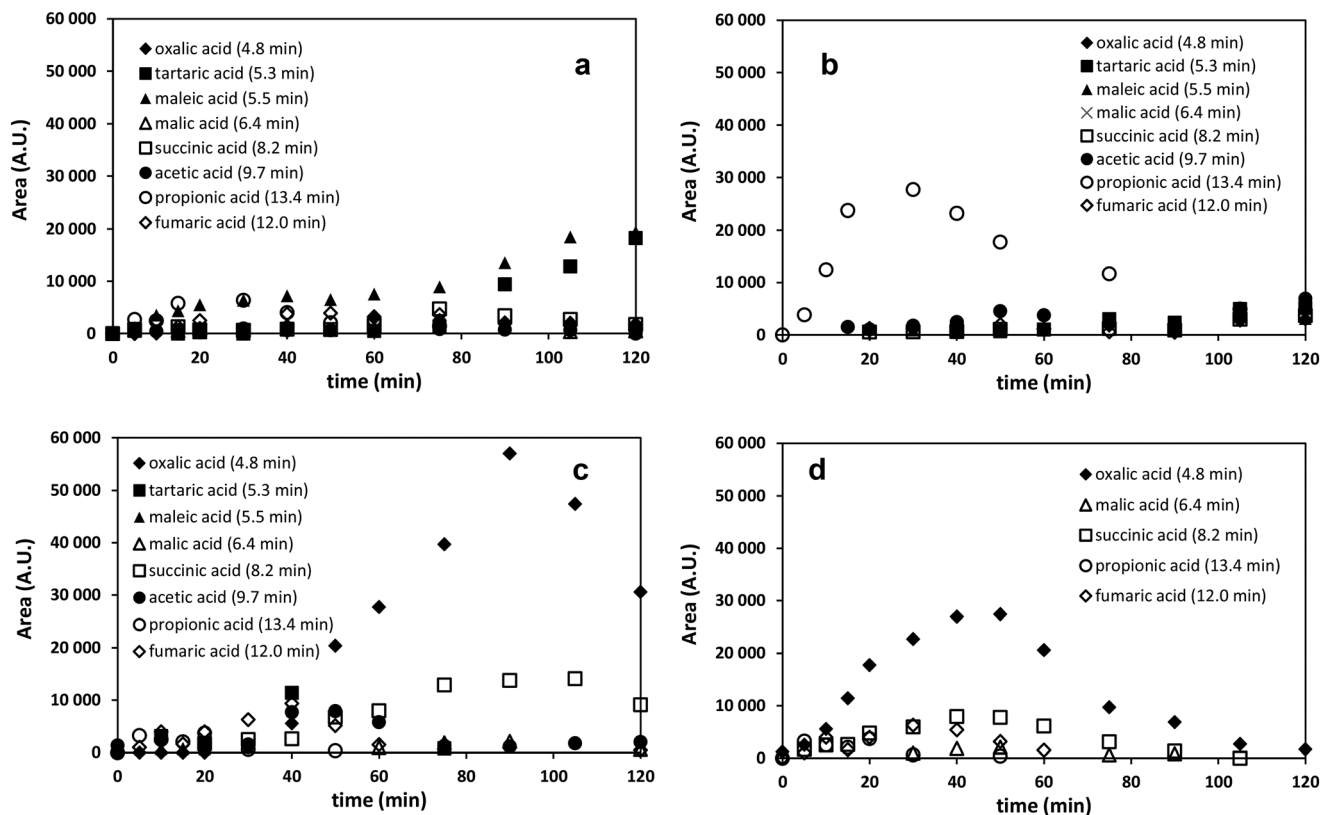 60 000
50 000
40 000
30 000
20 000
10 000
0
Area (A.U.)
oxalic acid (4.8 min)
tartaric acid (5.3 min)
maleic acid (5.5 min)
malic acid (6.4 min)
succinic acid (8.2 min)
acetic acid (9.7 min)
propionic acid (13.4 min)
fumaric acid (12.0 min)
a
0 20 40 60 80 100 120
time (min)
60 000
50 000
40 000
30 000
20 000
10 000
0
Area (A.U.)
b
oxalic acid (4.8 min)
tartaric acid (5.3 min)
maleic acid (5.5 min)
malic acid (6.4 min)
succinic acid (8.2 min)
acetic acid (9.7 min)
propionic acid (13.4 min)
fumaric acid (12.0 min)
0 20 40 60 80 100 120
time (min)
60 000
50 000
40 000
30 000
20 000
10 000
0
Area (A.U.)
oxalic acid (4.8 min)
tartaric acid (5.3 min)
maleic acid (5.5 min)
malic acid (6.4 min)
succinic acid (8.2 min)
acetic acid (9.7 min)
propionic acid (13.4 min)
fumaric acid (12.0 min)
c
0 20 40 60 80 100 120
time (min)
60 000
50 000
40 000
30 000
20 000
10 000
0
Area (A.U.)
d
oxalic acid (4.8 min)
malic acid (6.4 min)
succinic acid (8.2 min)
propionic acid (13.4 min)
fumaric acid (12.0 min)
0 20 40 60 80 100 120
time (min)